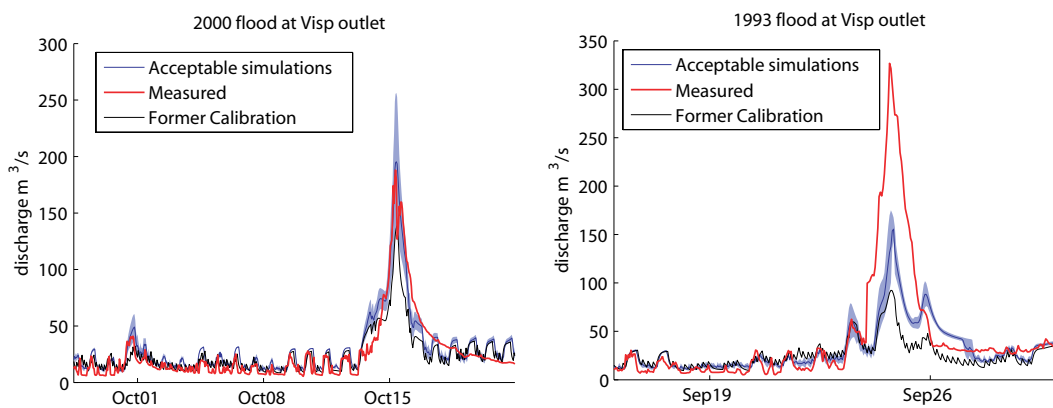 2000 flood at Visp outlet
300
250
200
150
100
50
0
discharge m³/s
Acceptable simulations
Measured
Former Calibration
Oct01
Oct08
Oct15
1993 flood at Visp outlet
350
300
250
200
150
100
50
0
discharge m³/s
Acceptable simulations
Measured
Former Calibration
Sep19
Sep26